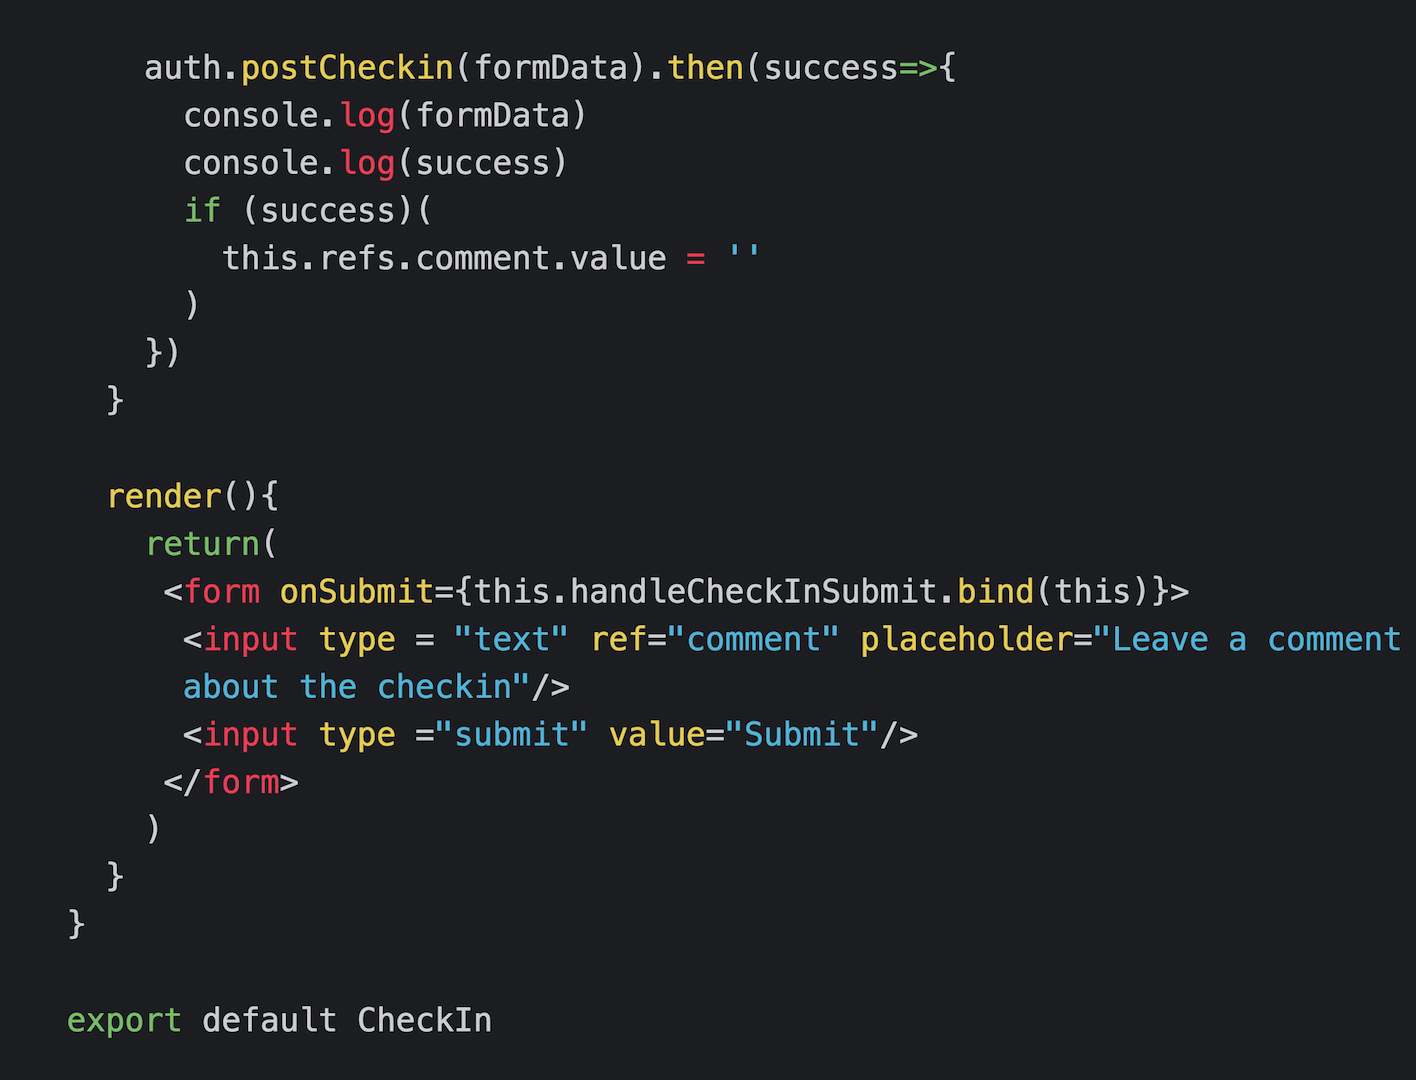 auth.postCheckin(formData).then(success=>{
console.log(formData)
console.log(success)
if (success)(
this.refs.comment.value = ''
)
})
}
render(){
return(
<form onSubmit={this.handleCheckInSubmit.bind(this)}>
<input type = "text" ref="comment" placeholder="Leave a comment
about the checkin"/>
<input type ="submit" value="Submit"/>
</form>
)
}
}
export default CheckIn